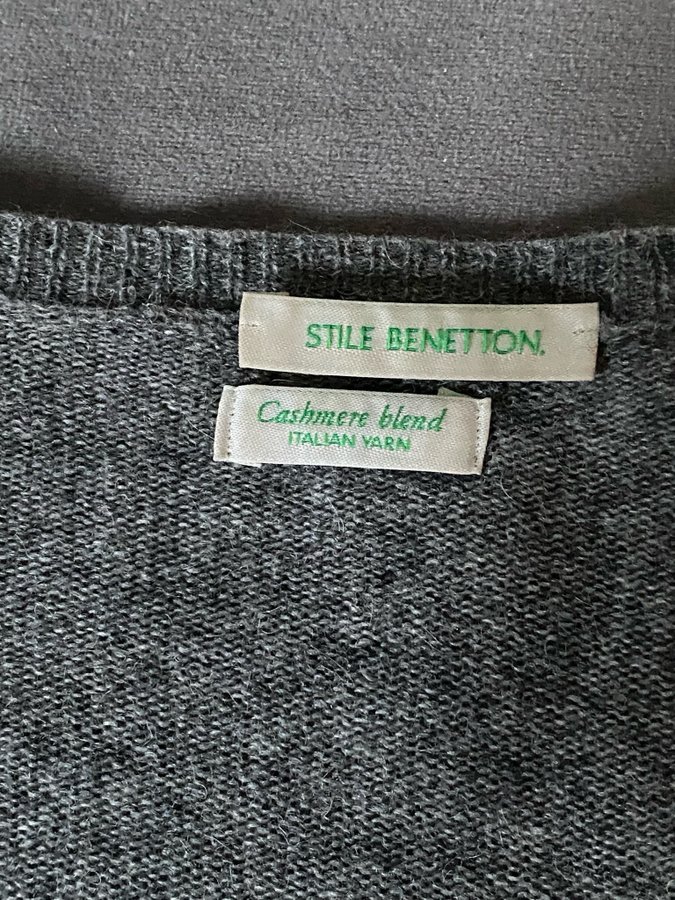 STILE BENETTON.
Cashmere blend
ITALIAN YARN